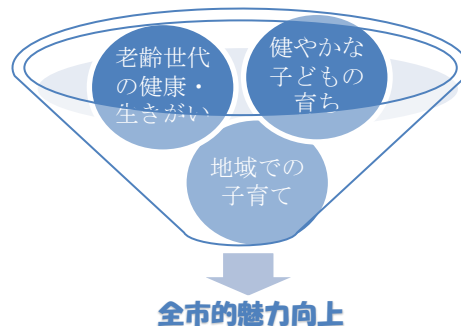 老齢世代
の健康・
生きがい
健やかな
子どもの
育ち
地域での
子育て
全市的魅力向上